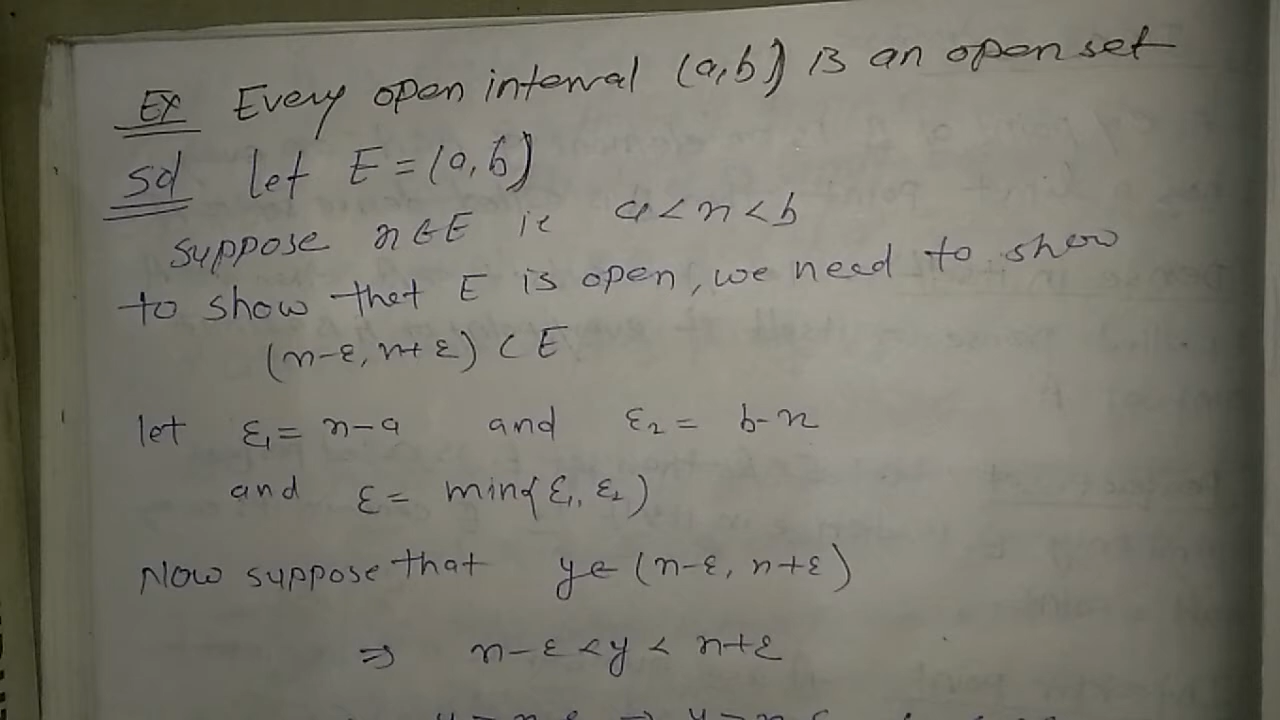 Ex Every open interval (a,b) is an open set
Sol let E = (a,b)
suppose x ∈ E ie a < x < b
to show that E is open, we need to show
(x-ε, x+ε) ⊂ E
let ε₁ = x-a and ε₂ = b-x
and ε = min{ε₁, ε₂)
Now suppose that y ∈ (x-ε, x+ε)
⇒ x-ε < y < x+ε